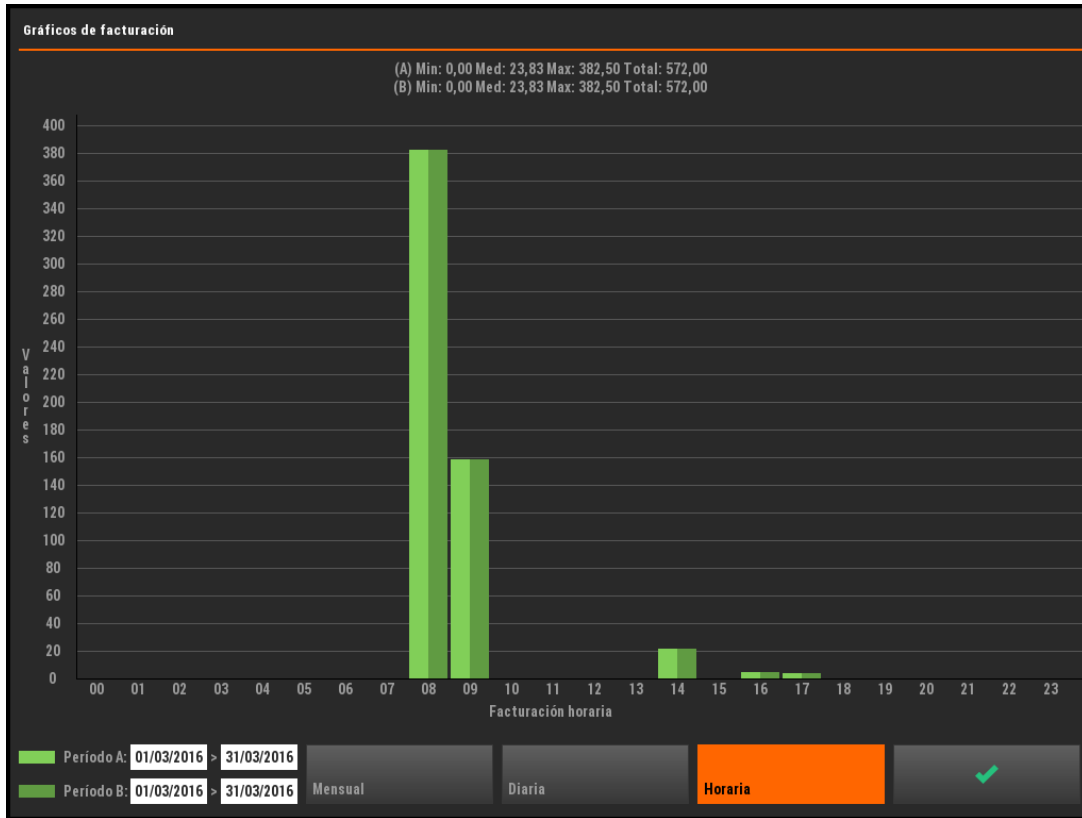 Gráficos de facturación
(A) Min: 0,00 Med: 23,83 Max: 382,50 Total: 572,00
(B) Min: 0,00 Med: 23,83 Max: 382,50 Total: 572,00
Valores
400
380
360
340
320
300
280
260
240
220
200
180
160
140
120
100
80
60
40
20
0
00 01 02 03 04 05 06 07 08 09 10 11 12 13 14 15 16 17 18 19 20 21 22 23
Facturación horaria
Período A: 01/03/2016 > 31/03/2016
Período B: 01/03/2016 > 31/03/2016
Mensual
Diaria
Horaria